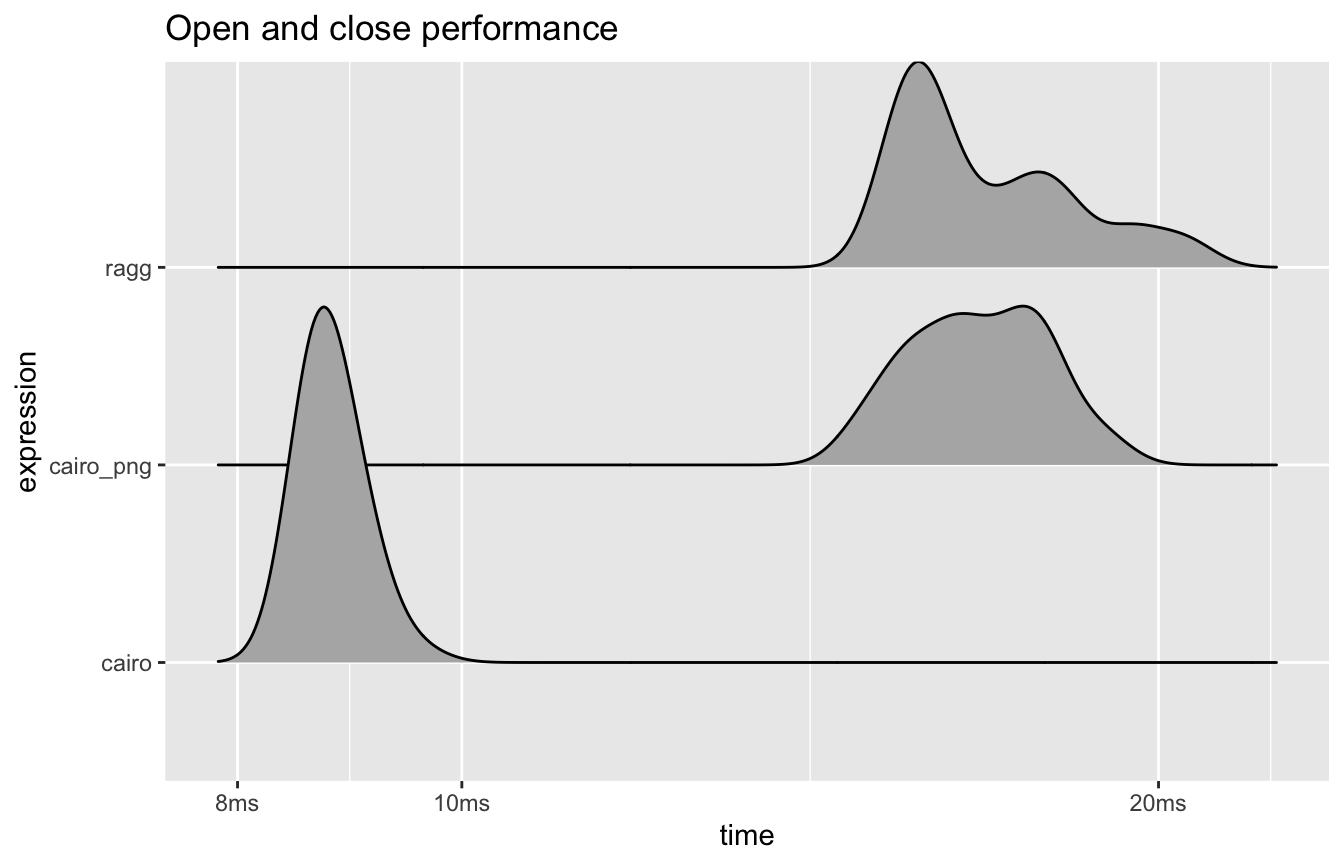 Open and close performance
ragg
cairo_png
cairo
expression
8ms
10ms
20ms
time